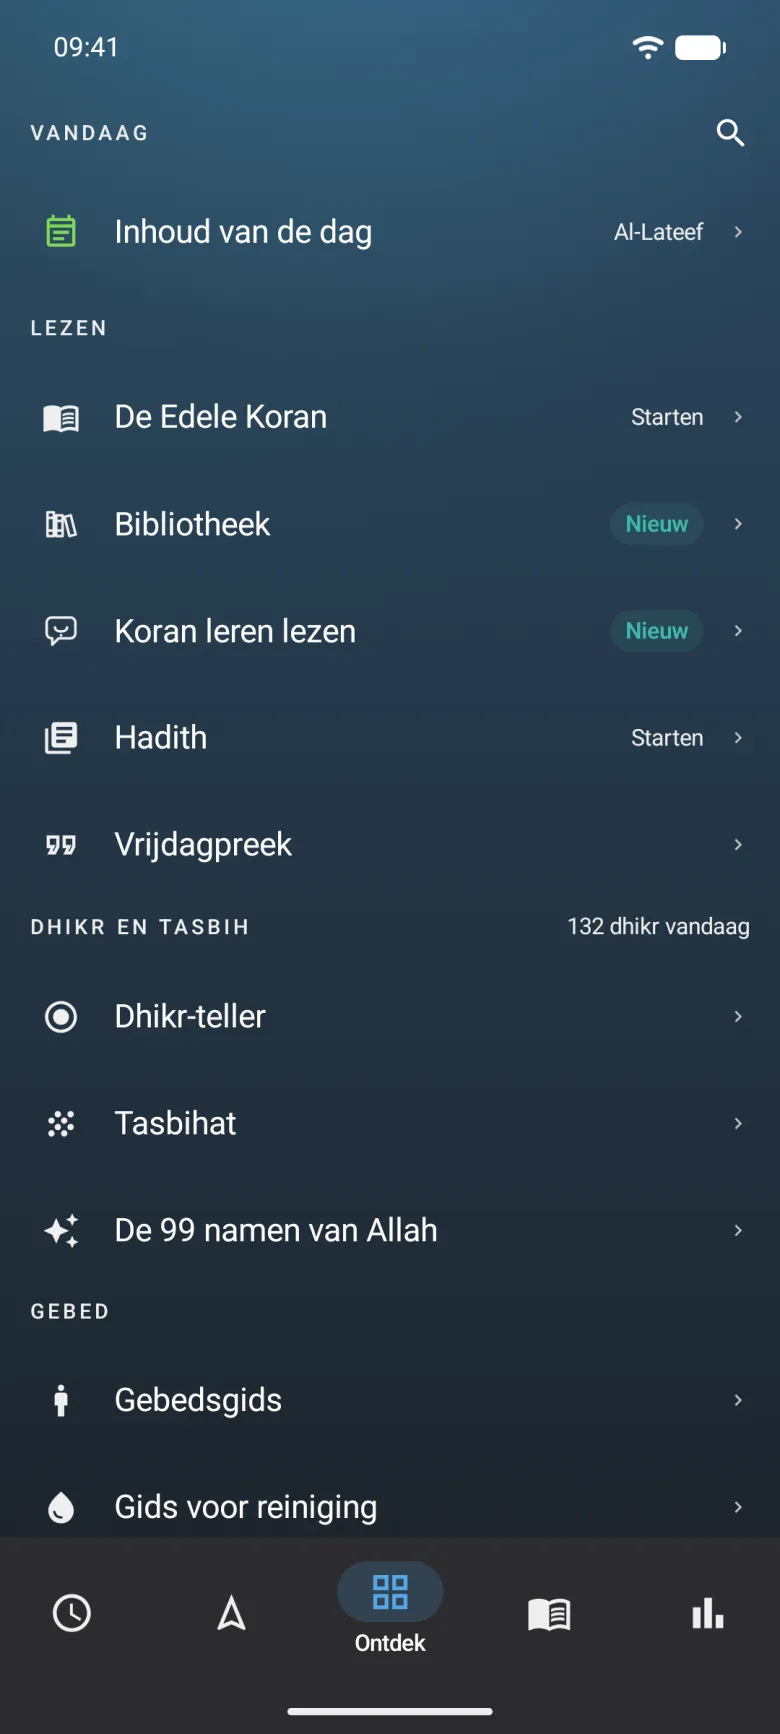 09:41
VANDAAG
Inhoud van de dag Al-Lateef
LEZEN
De Edele Koran Starten
Bibliotheek Nieuw
Koran leren lezen Nieuw
Hadith Starten
Vrijdagpreek
DHIKR EN TASBIH 132 dhikr vandaag
Dhikr-teller
Tasbihat
De 99 namen van Allah
GEBED
Gebedsgids
Gids voor reiniging
Ontdek